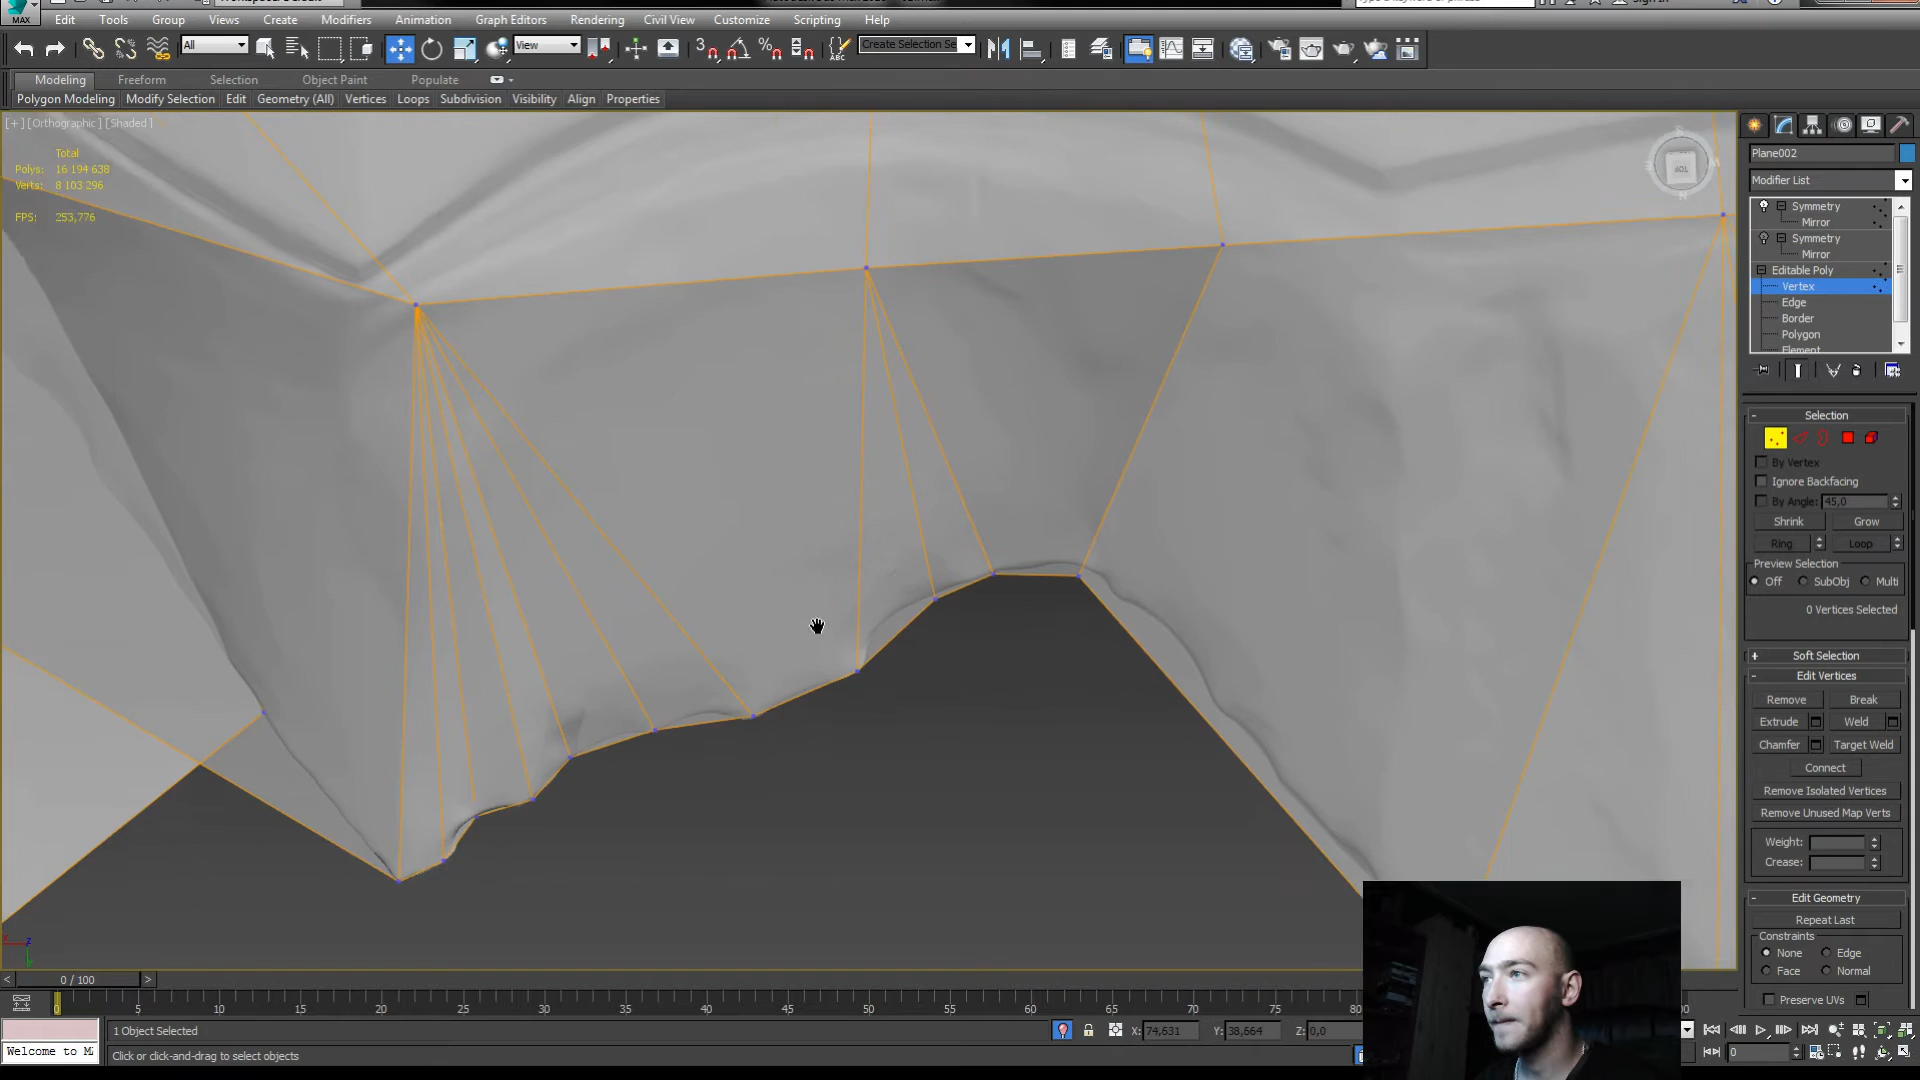 MAX
Edit Tools Group Views Create Modifiers Animation Graph Editors Rendering Civil View Customize Scripting Help
All View Create Selection Se
Modeling Freeform Selection Object Paint Populate
Polygon Modeling Modify Selection Edit Geometry (All) Vertices Loops Subdivision Visibility Align Properties
[+] [Orthographic] [Shaded]
Total
Polys: 16 194 638
Verts: 8 103 296
FPS: 253,776
TOP
Plane002
Modifier List
Symmetry
Mirror
Symmetry
Mirror
Editable Poly
Vertex
Edge
Border
Polygon
Element
- Selection
By Vertex
Ignore Backfacing
By Angle: 45,0
Shrink Grow
Ring Loop
Preview Selection
Off SubObj Multi
0 Vertices Selected
+ Soft Selection
- Edit Vertices
Remove Break
Extrude Weld
Chamfer Target Weld
Connect
Remove Isolated Vertices
Remove Unused Map Verts
Weight:
Crease:
- Edit Geometry
Repeat Last
Constraints
None Edge
Face Normal
Preserve UVs
< 0 / 100 >
0 5 10 15 20 25 30 35 40 45 50 55 60 65 70 75 80
1 Object Selected X: 74,631 Y: 38,664 Z: 0,0
Welcome to M
Click or click-and-drag to select objects
0